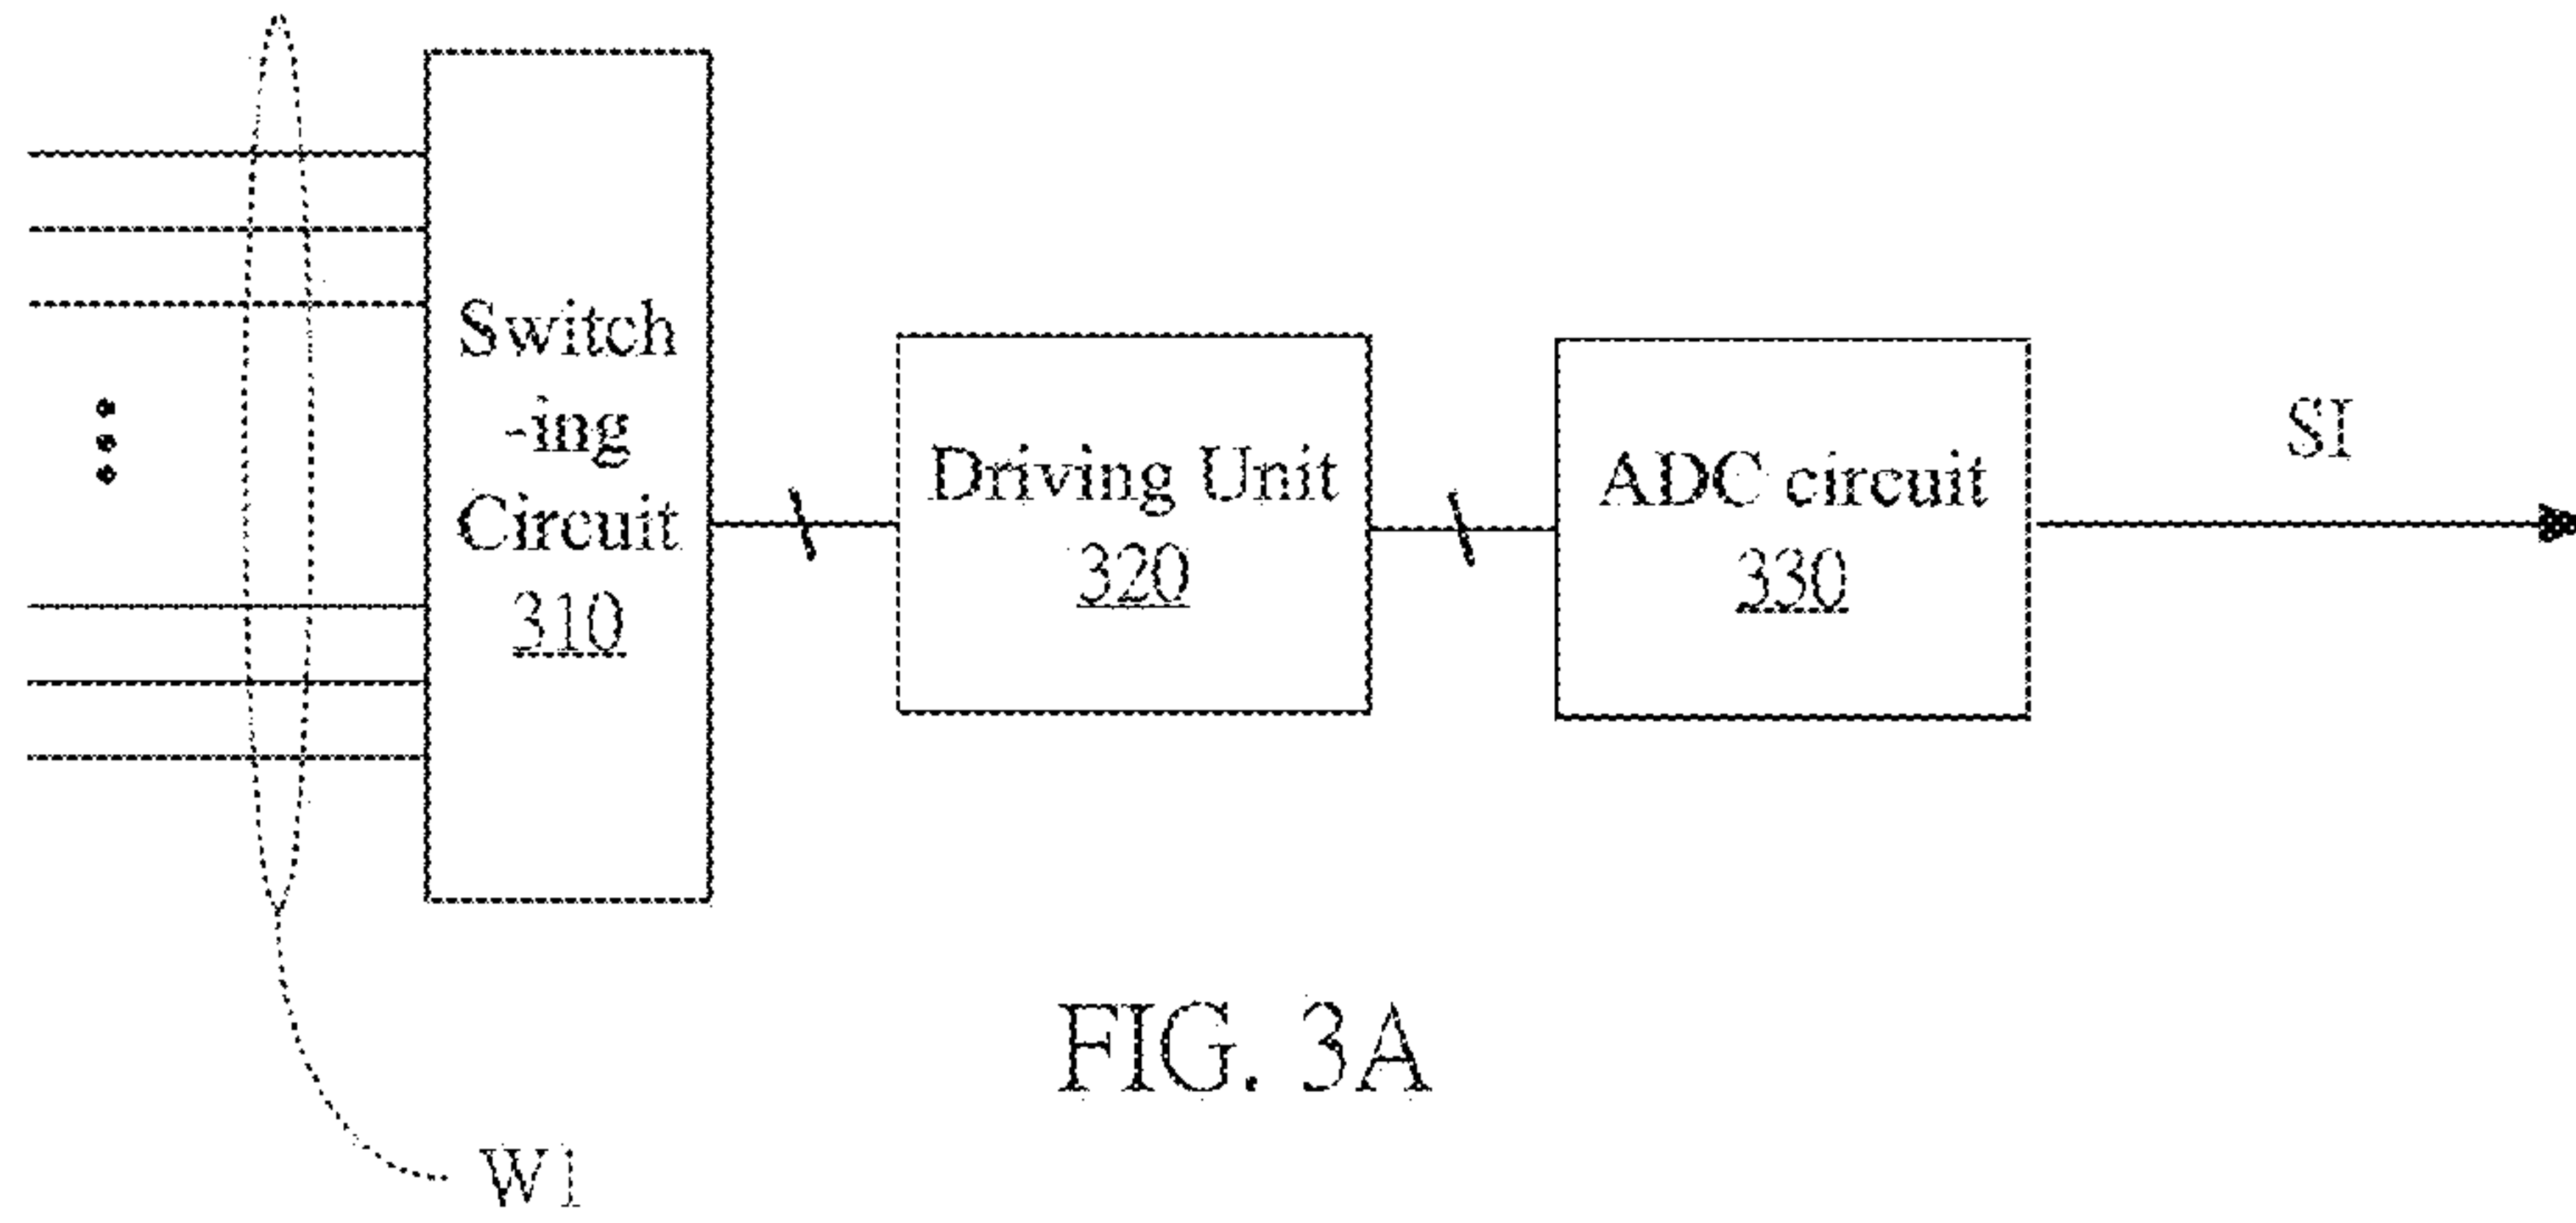 Switch
-ing
Circuit
310
Driving Unit
320
ADC circuit
330
SI
FIG. 3A
W1